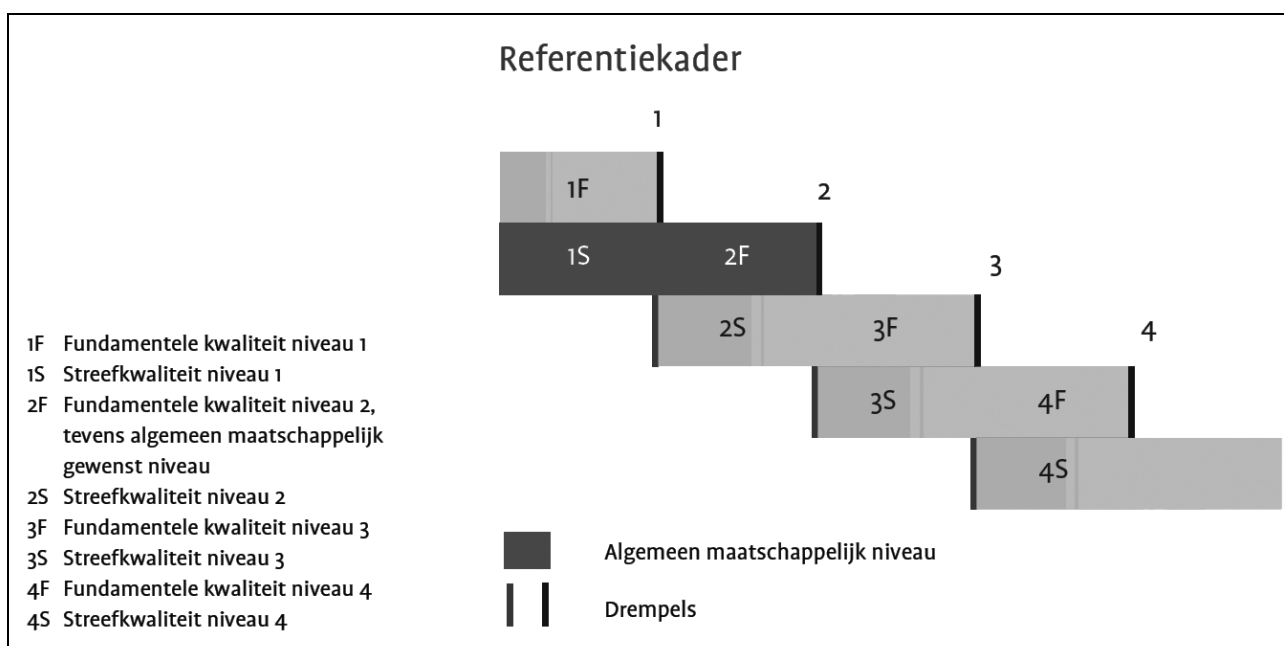 Referentiekader
1
1F
2
1S 2F
3
2S 3F
4
3S 4F
4S
1F Fundamentele kwaliteit niveau 1
1S Streefkwaliteit niveau 1
2F Fundamentele kwaliteit niveau 2,
tevens algemeen maatschappelijk
gewenst niveau
2S Streefkwaliteit niveau 2
3F Fundamentele kwaliteit niveau 3
3S Streefkwaliteit niveau 3
4F Fundamentele kwaliteit niveau 4
4S Streefkwaliteit niveau 4
Algemeen maatschappelijk niveau
Drempels